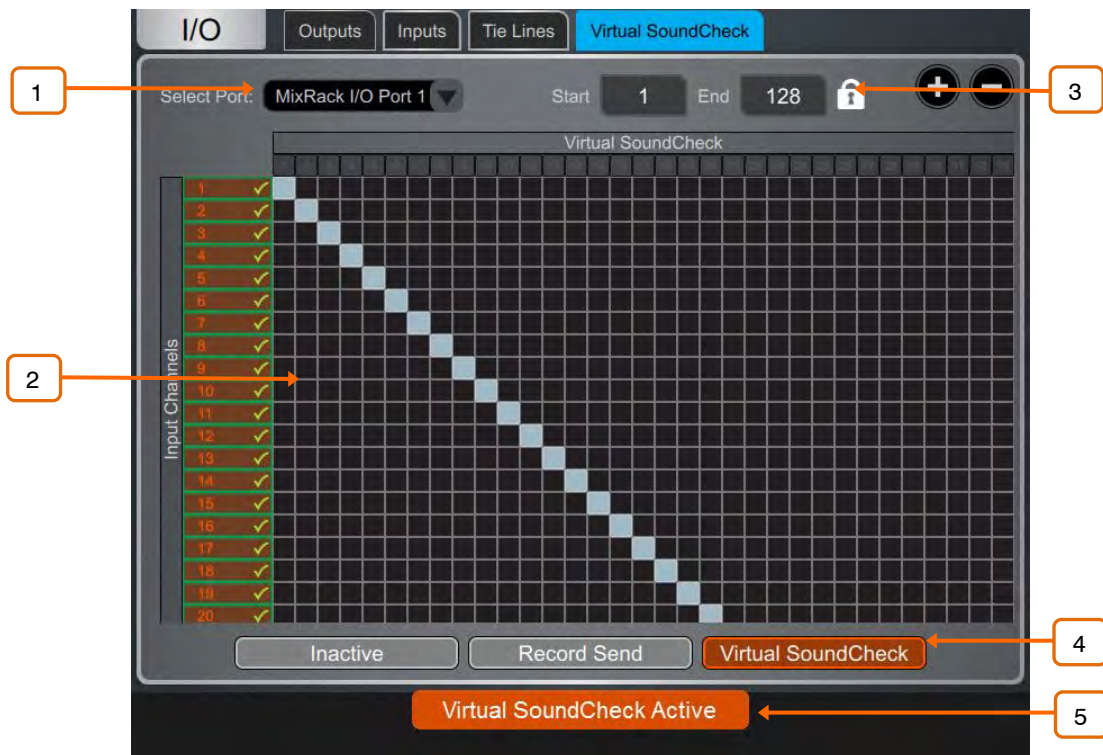 I/O
Outputs
Inputs
Tie Lines
Virtual SoundCheck
1
Select Port:
MixRack I/O Port 1
Start
1
End
128
3
Virtual SoundCheck
Input Channels
1
2
3
4
5
6
7
8
9
10
11
12
13
14
15
16
17
18
19
20
2
Inactive
Record Send
Virtual SoundCheck
4
Virtual SoundCheck Active
5